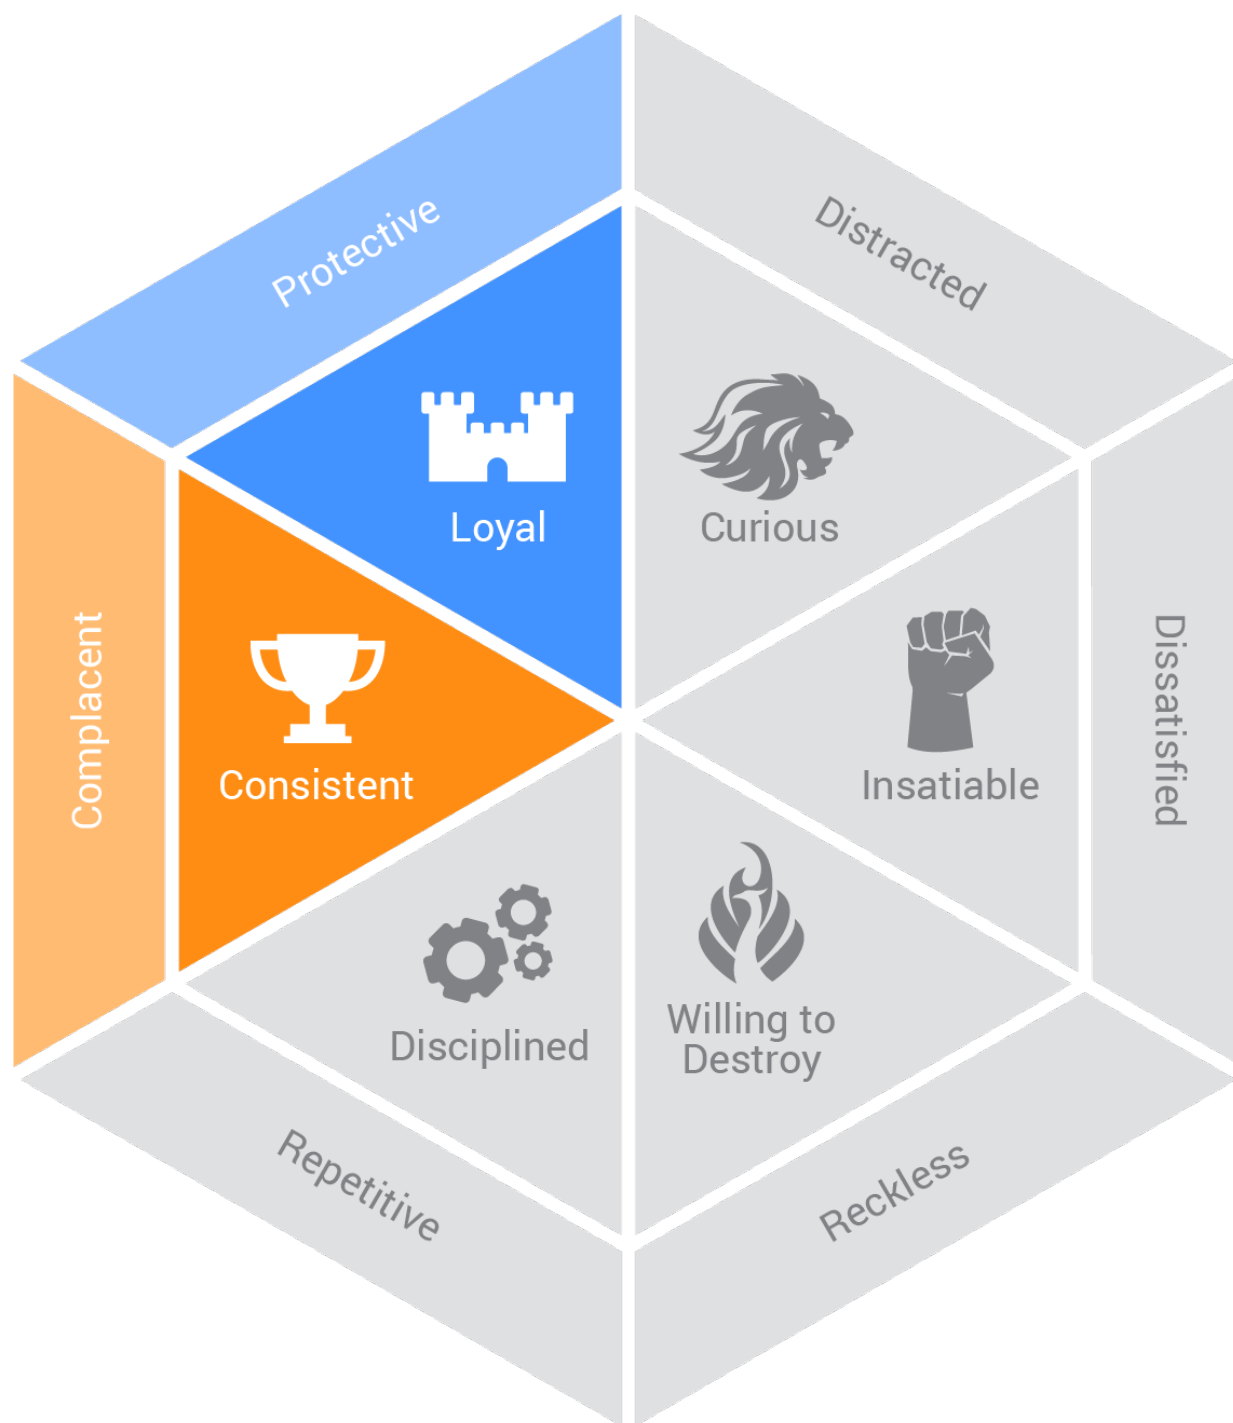 Protective
Distracted
Loyal
Curious
Complacent
Dissatisfied
Consistent
Insatiable
Disciplined
Willing to
Destroy
Repetitive
Reckless